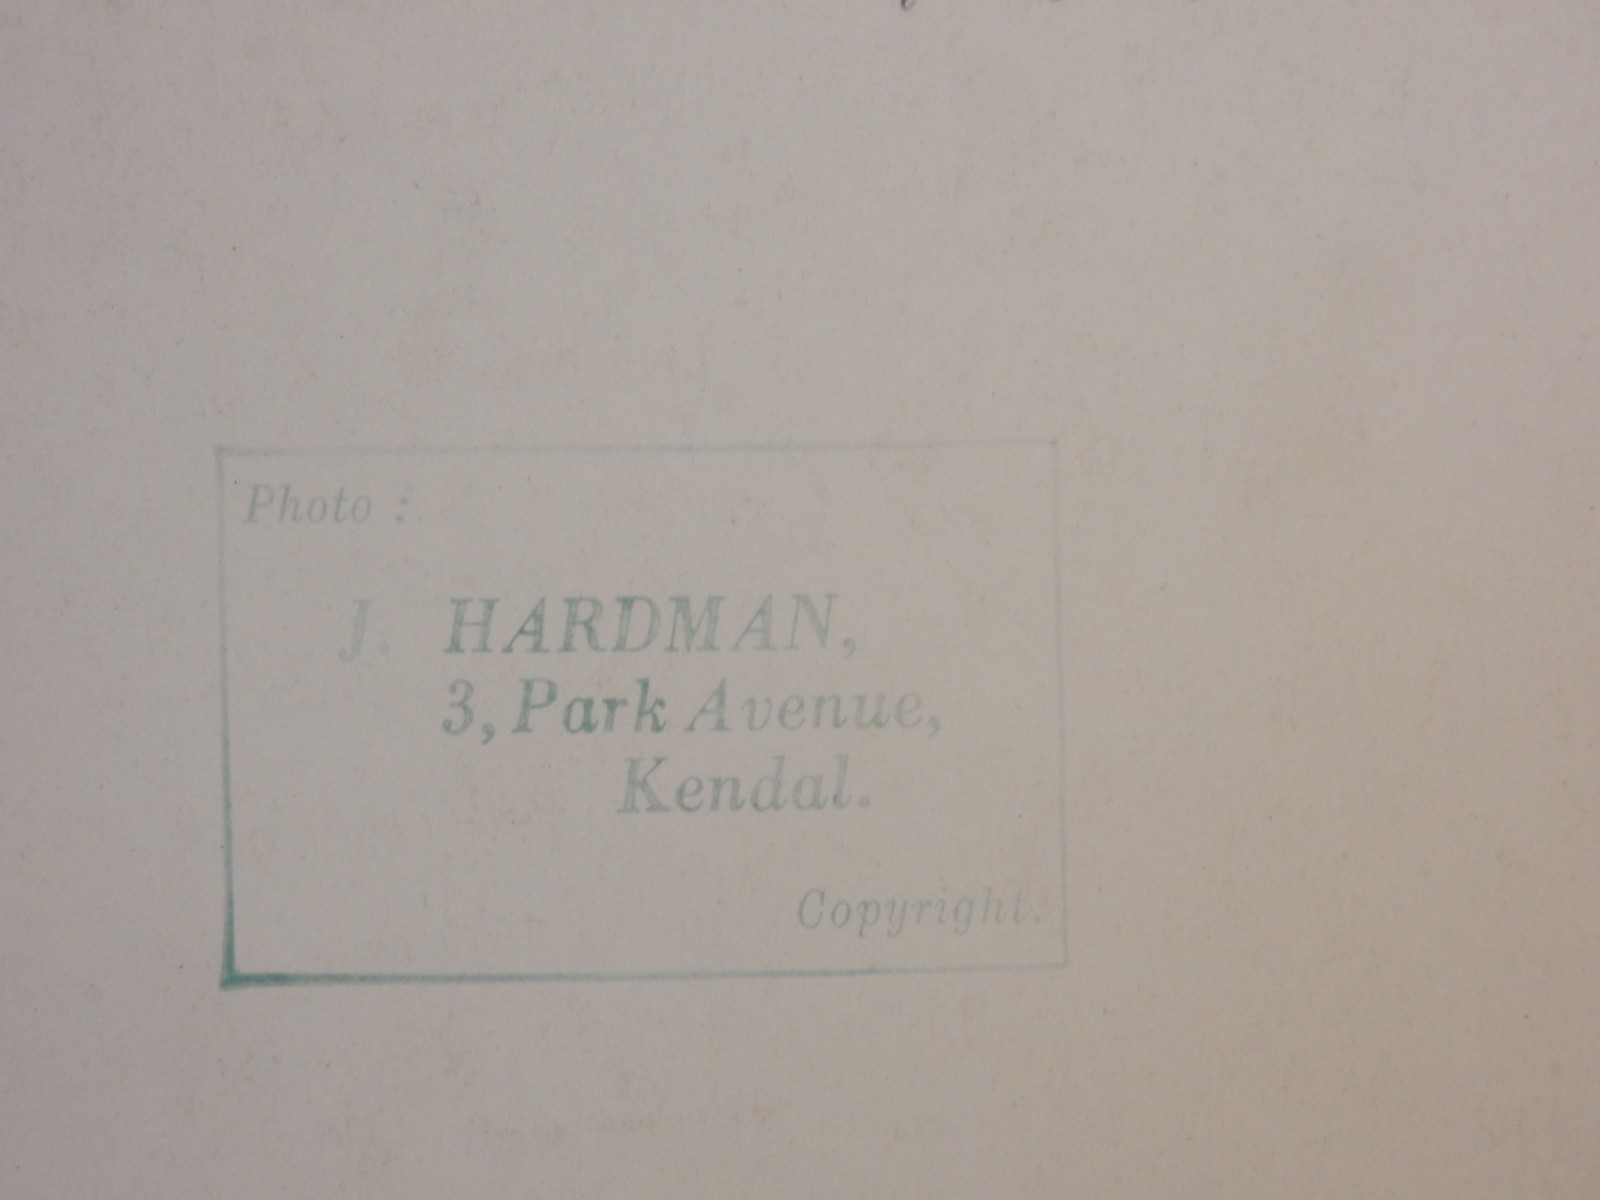 Photo :
J. HARDMAN,
3, Park Avenue,
Kendal.
Copyright.